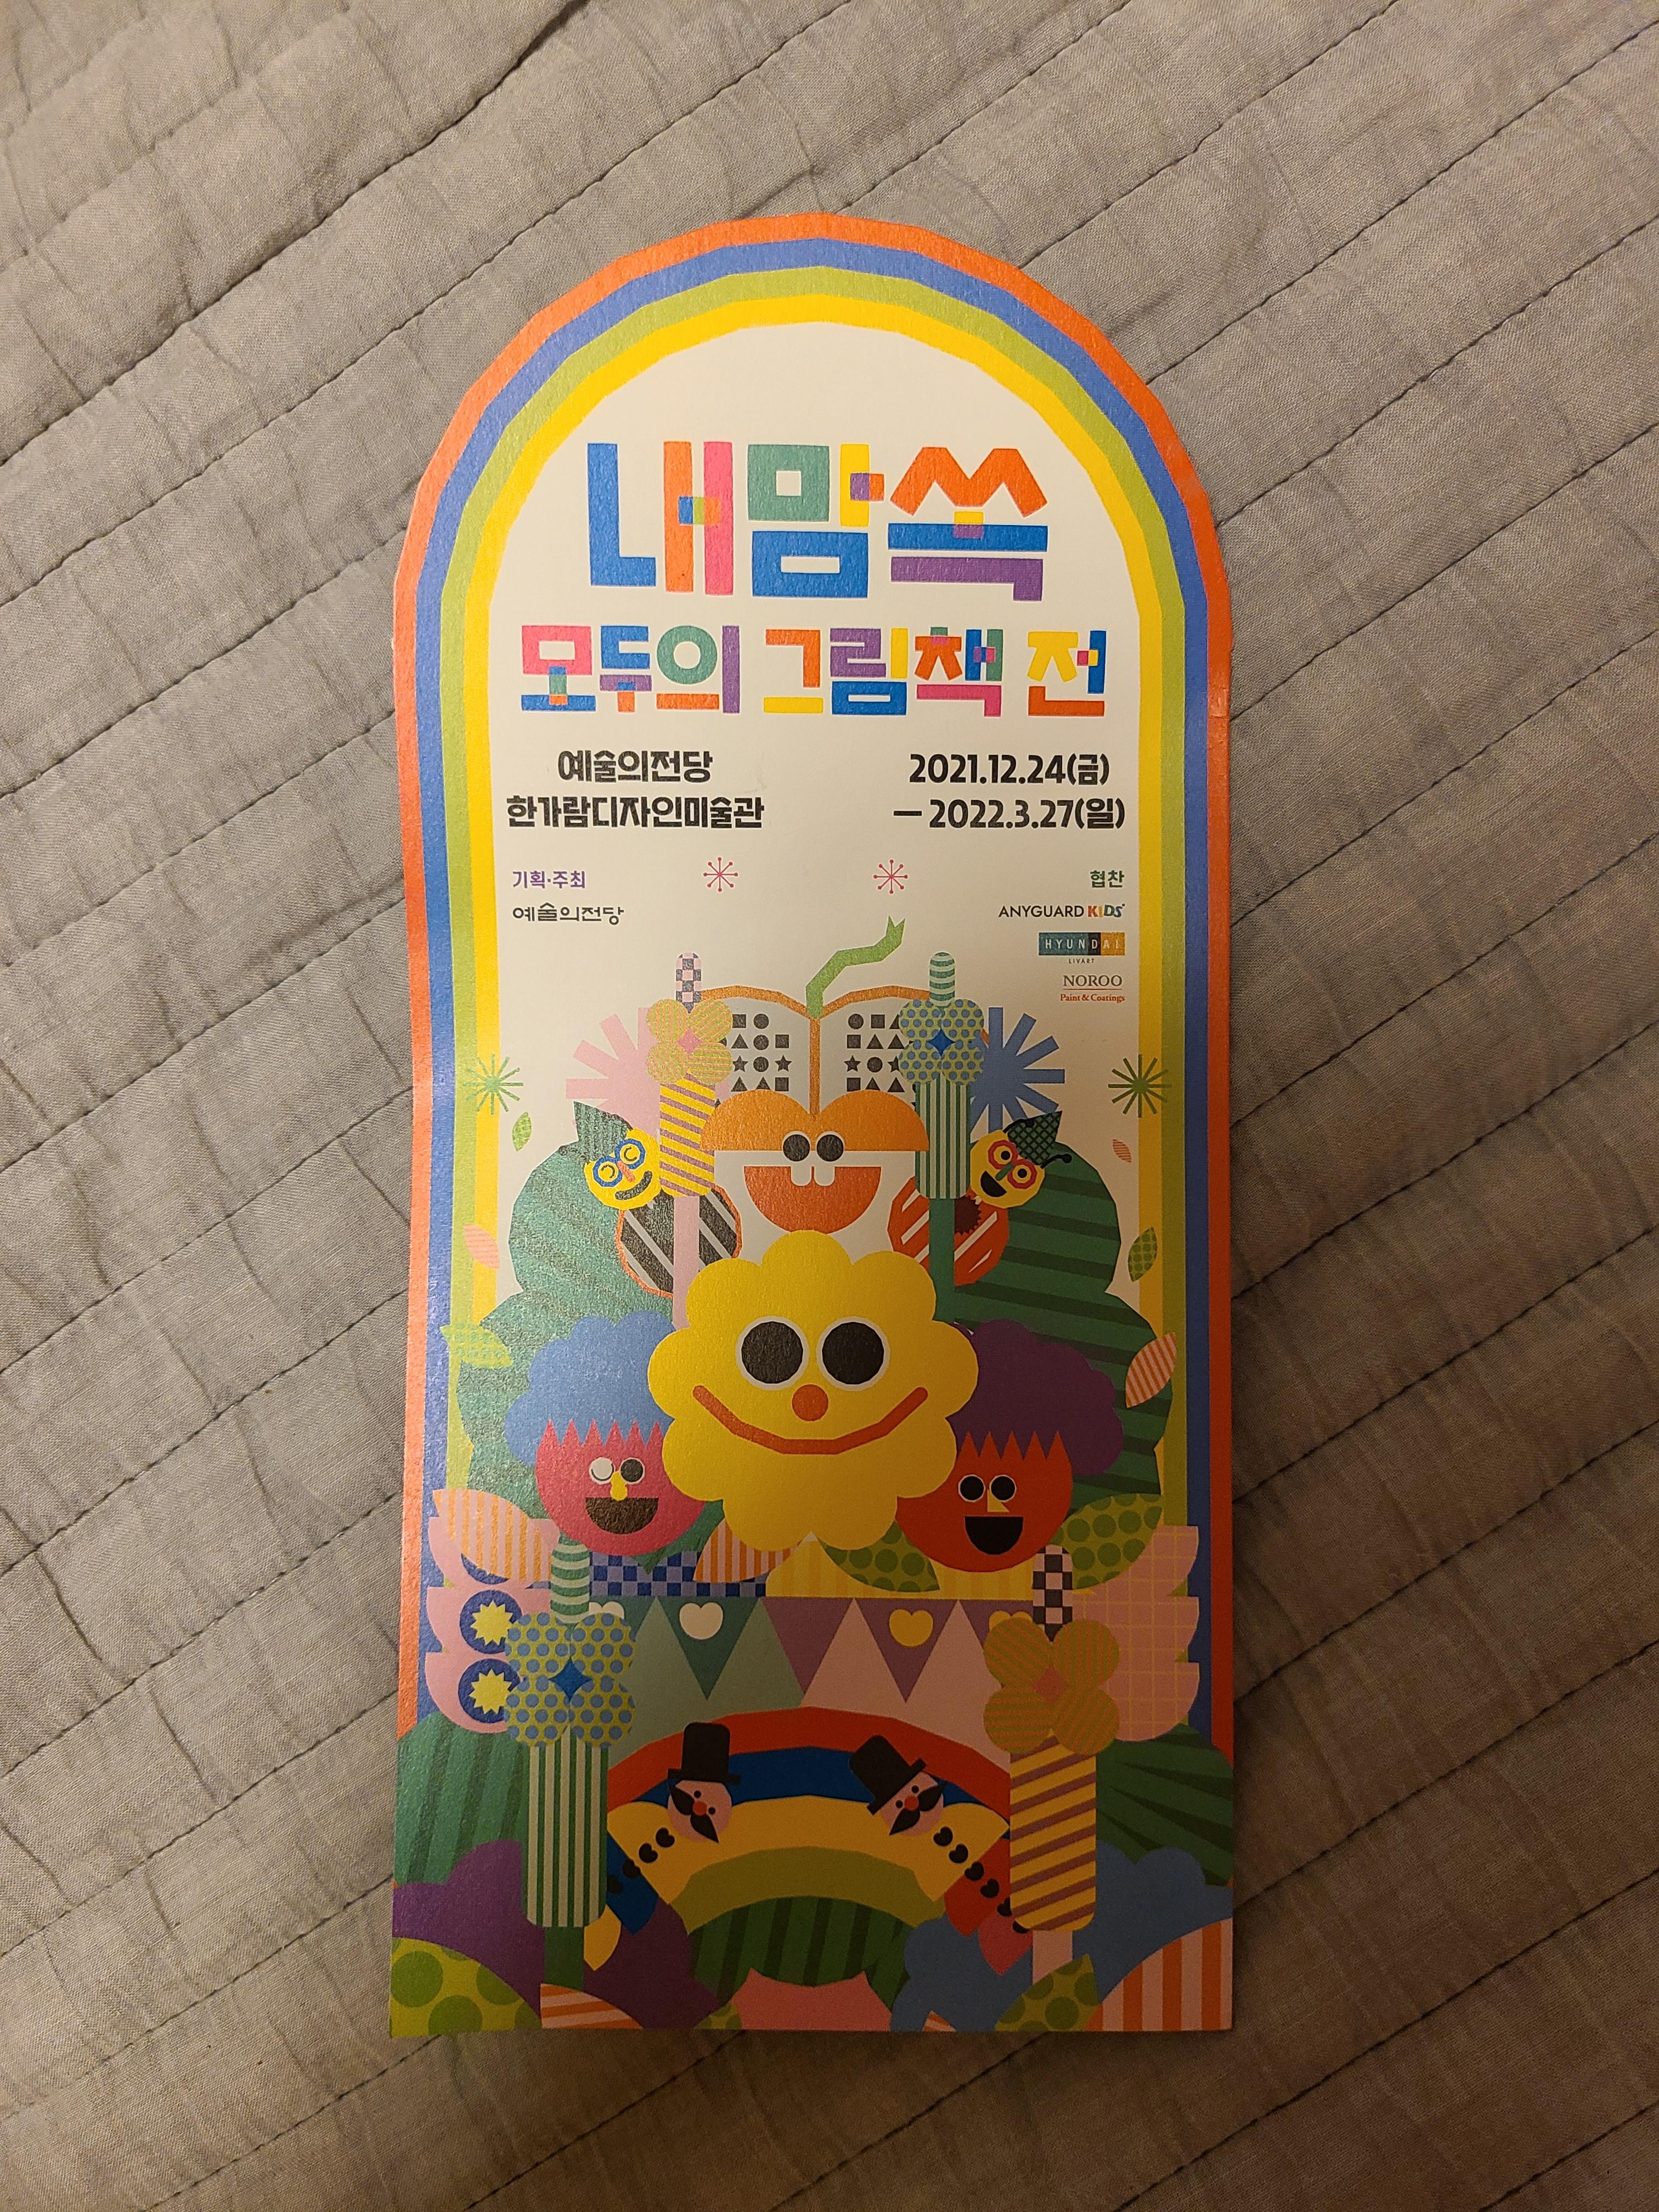 내맘쏙
모두의 그림책 전
예술의전당
한가람디자인미술관
2021.12.24(금)
— 2022.3.27(일)
기획·주최
예술의전당
협찬
ANYGUARD KIDS
HYUNDAI
LIVART
NOROO
Paint & Coatings